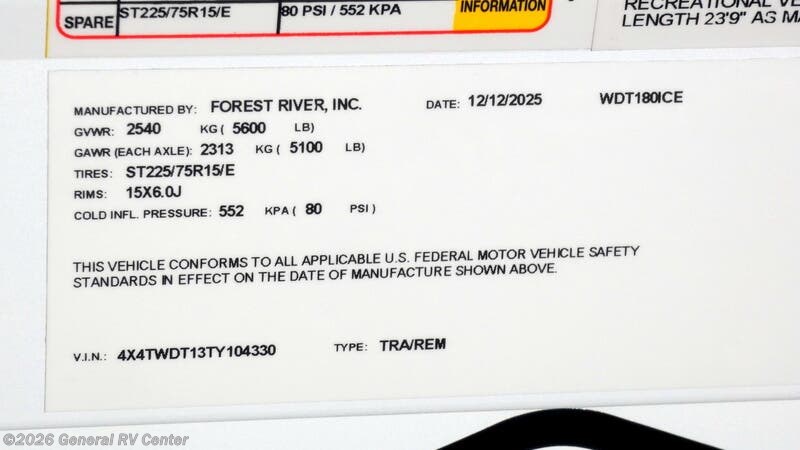 SPARE ST225/75R15/E 80 PSI / 552 KPA INFORMATION
RECREATIONAL
LENGTH 23'9" AS
MANUFACTURED BY: FOREST RIVER, INC. DATE: 12/12/2025 WDT180ICE
GVWR: 2540 KG ( 5600 LB)
GAWR (EACH AXLE): 2313 KG ( 5100 LB)
TIRES: ST225/75R15/E
RIMS: 15X6.0J
COLD INFL. PRESSURE: 552 KPA ( 80 PSI )
THIS VEHICLE CONFORMS TO ALL APPLICABLE U.S. FEDERAL MOTOR VEHICLE SAFETY
STANDARDS IN EFFECT ON THE DATE OF MANUFACTURE SHOWN ABOVE.
V.I.N.: 4X4TWDT13TY104330 TYPE: TRA/REM
©2026 General RV Center